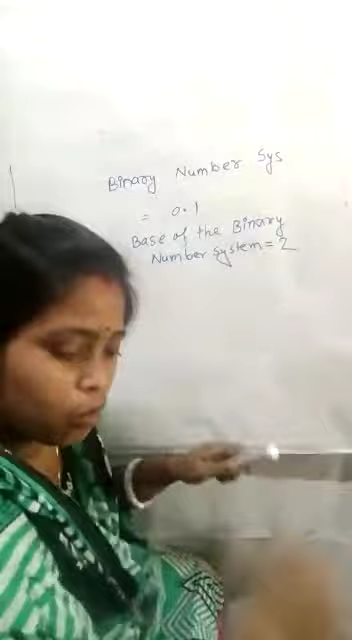 Binary Number Sys
= 0.1
Base of the Binary
Number System = 2